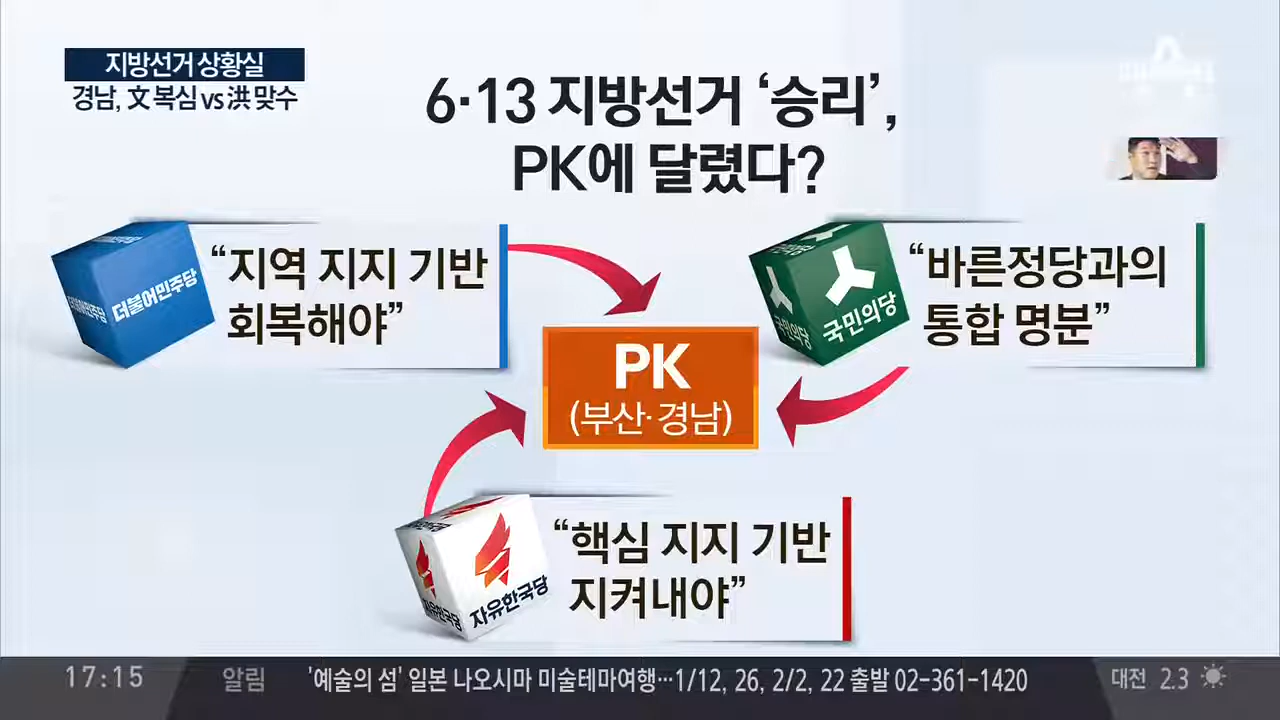 지방선거 상황실
경남, 文 복심 vs 洪 맞수
6·13 지방선거 ‘승리’,
PK에 달렸다?
더불어민주당
“지역 지지 기반
회복해야”
국민의당
“바른정당과의
통합 명분”
PK
(부산·경남)
자유한국당
“핵심 지지 기반
지켜내야”
17:15 알림 '예술의 섬' 일본 나오시마 미술테마여행…1/12, 26, 2/2, 22 출발 02-361-1420 대전 2.3